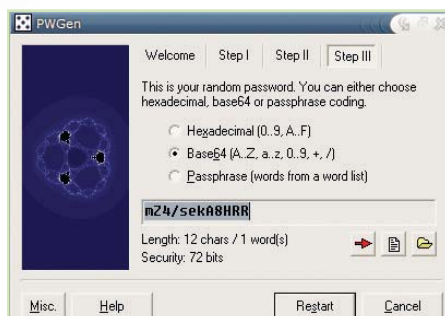 PWGen
Welcome Step I Step II Step III
This is your random password. You can either choose
hexadecimal, base64 or passphrase coding.
Hexadecimal (0..9, A..F)
Base64 (A..Z, a..z, 0..9, +, /)
Passphrase (words from a word list)
mZ4/sekA8HRR
Length: 12 chars / 1 word(s)
Security: 72 bits
Misc. Help Restart Cancel